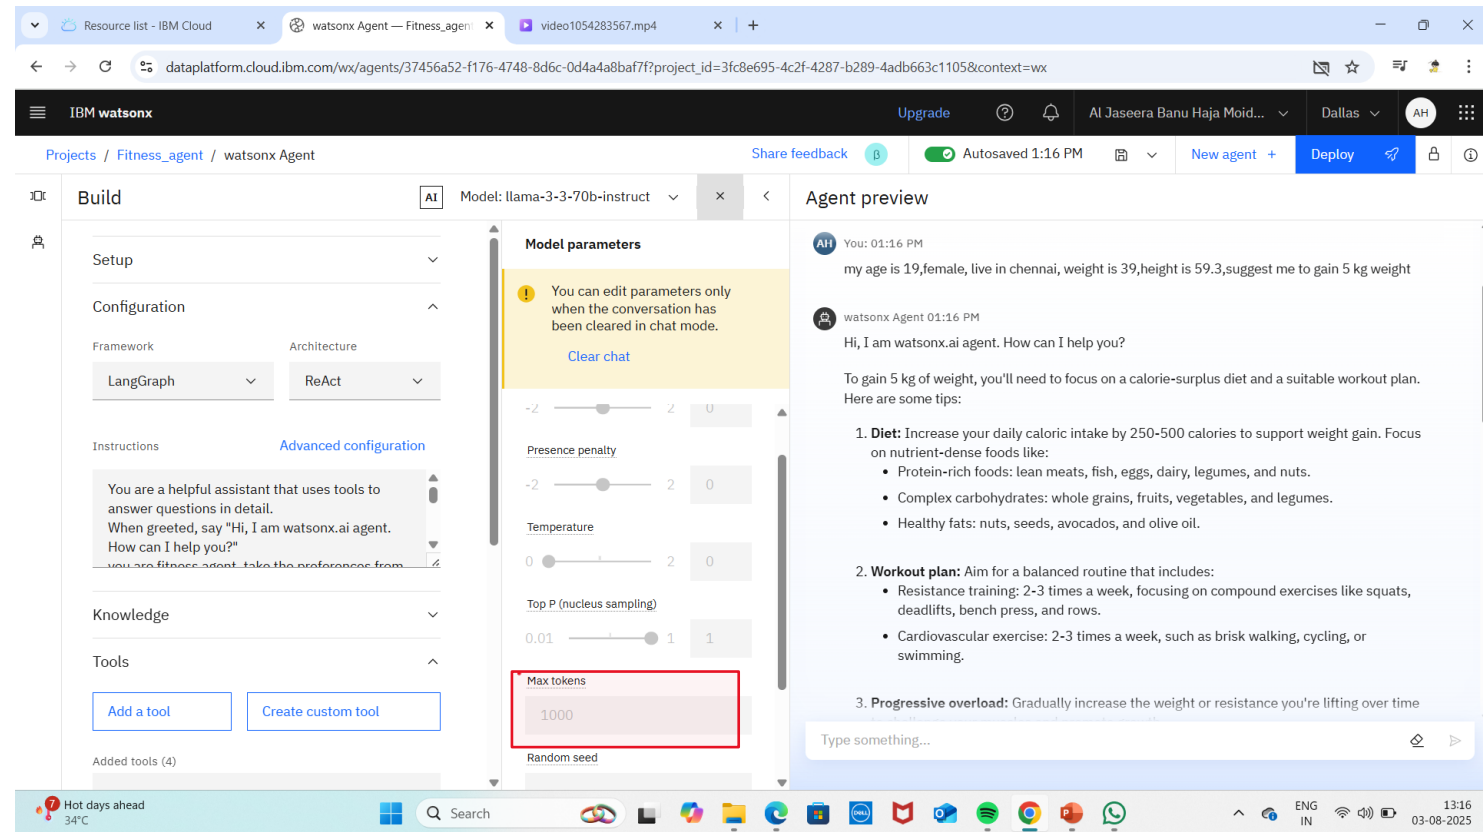 Resource list - IBM Cloud
watsonx Agent — Fitness_agen
video1054283567.mp4
dataplatform.cloud.ibm.com/wx/agents/37456a52-f176-4748-8d6c-0d4a4a8baf7f?project_id=3fc8e695-4c2f-4287-b289-4adb663c1105&context=wx
IBM watsonx
Upgrade
Al Jaseera Banu Haja Moid...
Dallas
AH
Projects / Fitness_agent / watsonx Agent
Share feedback
β
Autosaved 1:16 PM
New agent +
Deploy
Build
AI
Model: llama-3-3-70b-instruct
Setup
Configuration
Framework
Architecture
LangGraph
ReAct
Instructions
Advanced configuration
You are a helpful assistant that uses tools to
answer questions in detail.
When greeted, say "Hi, I am watsonx.ai agent.
How can I help you?"
you are fitness agent, take the preferences from
Knowledge
Tools
Add a tool
Create custom tool
Added tools (4)
Model parameters
You can edit parameters only
when the conversation has
been cleared in chat mode.
Clear chat
-2 2 0
Presence penalty
-2 2 0
Temperature
0 2 0
Top P (nucleus sampling)
0.01 1 1
Max tokens
1000
Random seed
Agent preview
AH
You: 01:16 PM
my age is 19,female, live in chennai, weight is 39,height is 59.3,suggest me to gain 5 kg weight
watsonx Agent 01:16 PM
Hi, I am watsonx.ai agent. How can I help you?
To gain 5 kg of weight, you'll need to focus on a calorie-surplus diet and a suitable workout plan.
Here are some tips:
1. Diet: Increase your daily caloric intake by 250-500 calories to support weight gain. Focus
on nutrient-dense foods like:
• Protein-rich foods: lean meats, fish, eggs, dairy, legumes, and nuts.
• Complex carbohydrates: whole grains, fruits, vegetables, and legumes.
• Healthy fats: nuts, seeds, avocados, and olive oil.
2. Workout plan: Aim for a balanced routine that includes:
• Resistance training: 2-3 times a week, focusing on compound exercises like squats,
deadlifts, bench press, and rows.
• Cardiovascular exercise: 2-3 times a week, such as brisk walking, cycling, or
swimming.
3. Progressive overload: Gradually increase the weight or resistance you're lifting over time
Type something...
7
Hot days ahead
34°C
Search
DELL
ENG
IN
13:16
03-08-2025